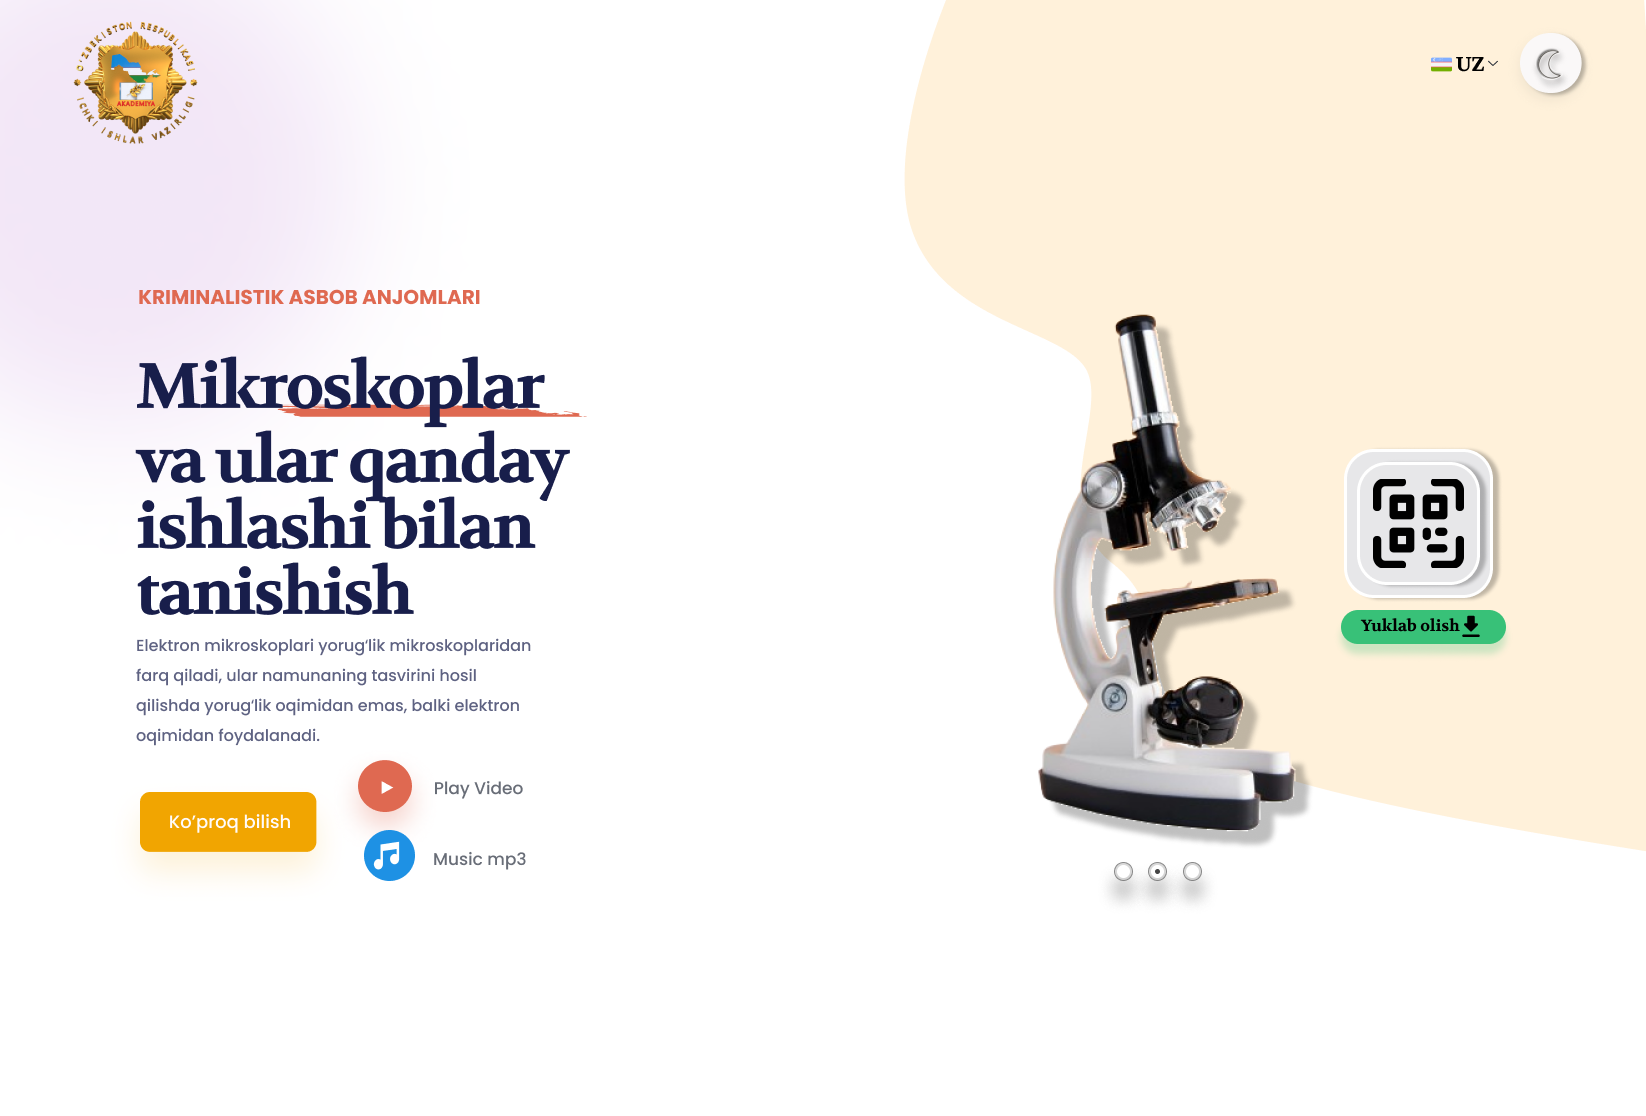 O'ZBEKISTON RESPUBLIKASI
AKADEMIYA
ICHKI ISHLAR VAZIRLIGI
UZ
KRIMINALISTIK ASBOB ANJOMLARI
Mikroskoplar
va ular qanday
ishlashi bilan
tanishish
Elektron mikroskoplari yorug‘lik mikroskoplaridan
farq qiladi, ular namunaning tasvirini hosil
qilishda yorug‘lik oqimidan emas, balki elektron
oqimidan foydalanadi.
Yuklab olish
Play Video
Ko‘proq bilish
Music mp3